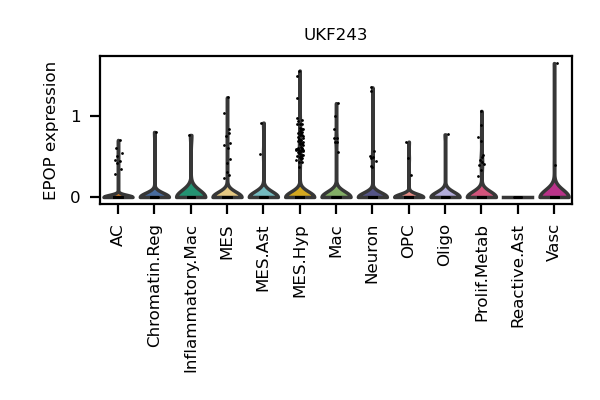 UKF243
EPOP expression
1
0
AC
Chromatin.Reg
Inflammatory.Mac
MES
MES.Ast
MES.Hyp
Mac
Neuron
OPC
Oligo
Prolif.Metab
Reactive.Ast
Vasc